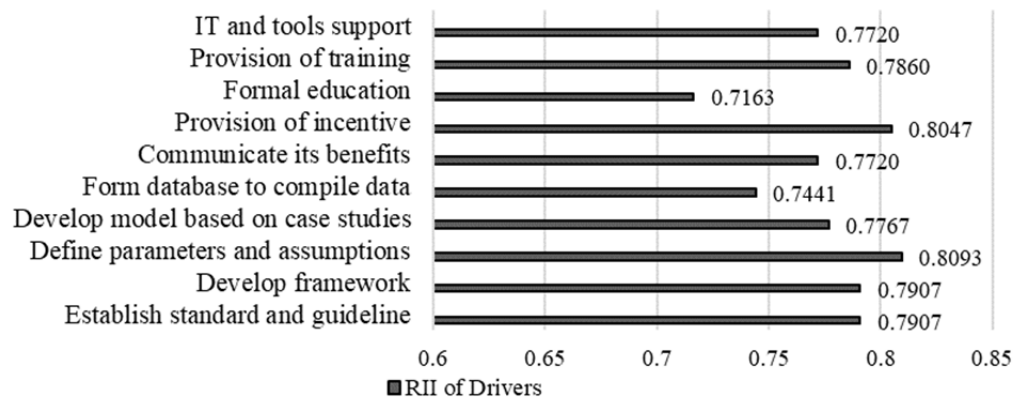 IT and tools support 0.7720
Provision of training 0.7860
Formal education 0.7163
Provision of incentive 0.8047
Communicate its benefits 0.7720
Form database to compile data 0.7441
Develop model based on case studies 0.7767
Define parameters and assumptions 0.8093
Develop framework 0.7907
Establish standard and guideline 0.7907
0.6 0.65 0.7 0.75 0.8 0.85
RII of Drivers